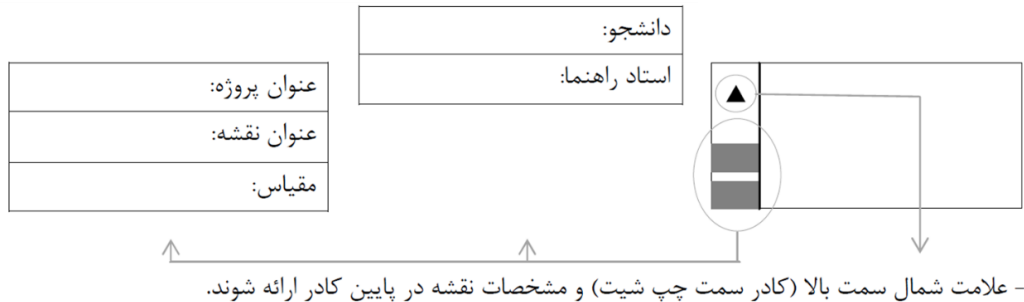 دانشجو:
استاد راهنما:
عنوان پروژه:
عنوان نقشه:
مقیاس:
- علامت شمال سمت بالا (کادر سمت چپ شیت) و مشخصات نقشه در پایین کادر ارائه شوند.